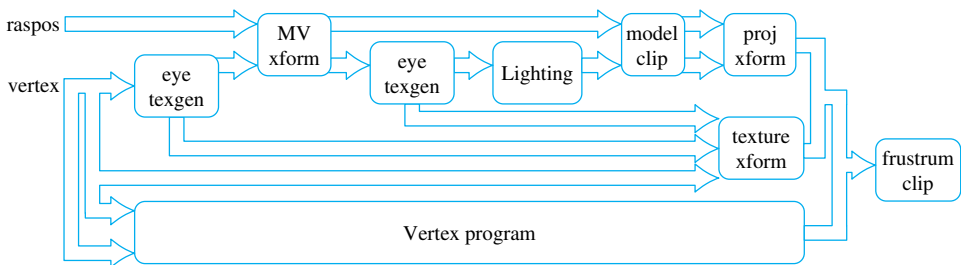 raspos
MV
xform
model
clip
proj
xform
vertex
eye
texgen
eye
texgen
Lighting
texture
xform
frustrum
clip
Vertex program